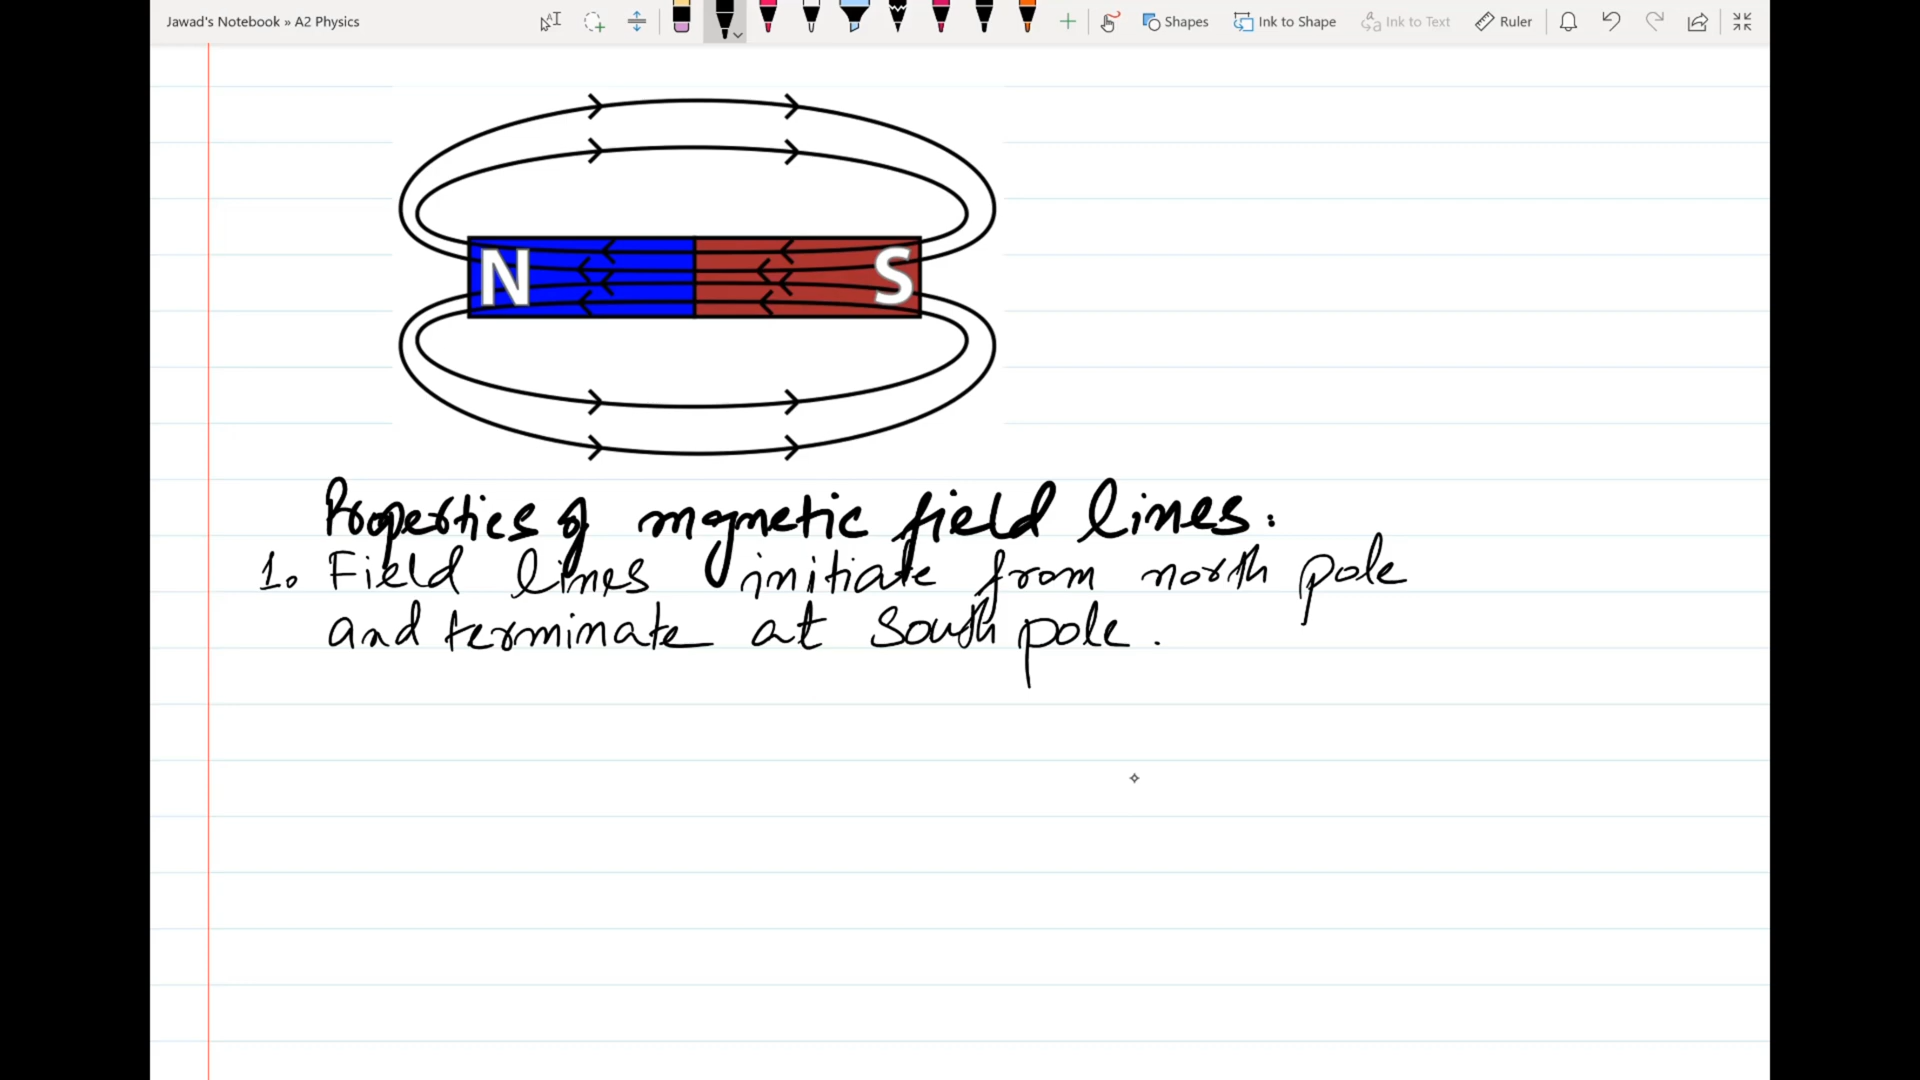 Jawad's Notebook » A2 Physics
Shapes
Ink to Shape
Ink to Text
Ruler
N S
Properties of magnetic field lines:
1. Field lines initiate from north pole
and terminate at south pole.